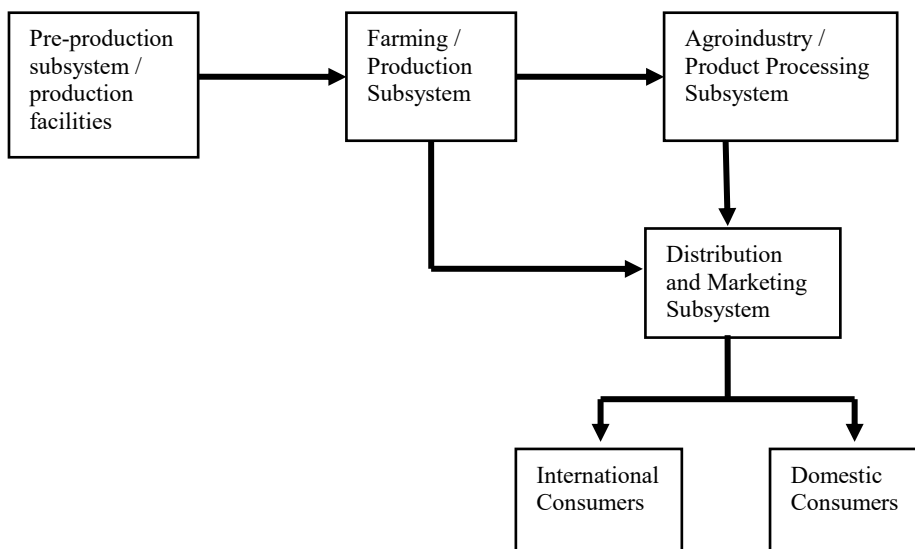 Pre-production
subsystem /
production
facilities
Farming /
Production
Subsystem
Agroindustry /
Product Processing
Subsystem
Distribution
and Marketing
Subsystem
International
Consumers
Domestic
Consumers